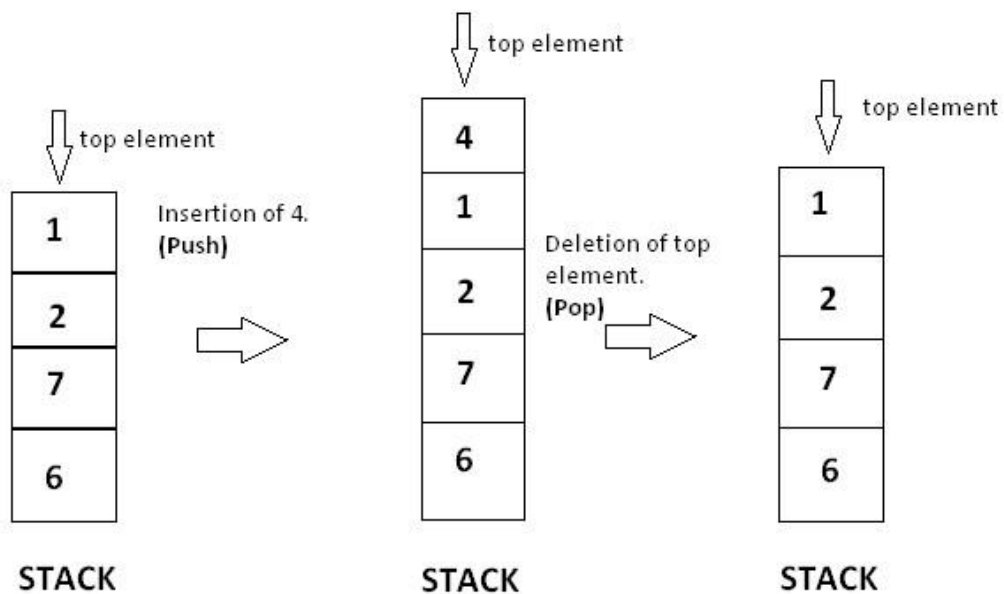 top element
1
2
7
6
STACK
Insertion of 4.
(Push)
top element
4
1
2
7
6
STACK
Deletion of top
element.
(Pop)
top element
1
2
7
6
STACK